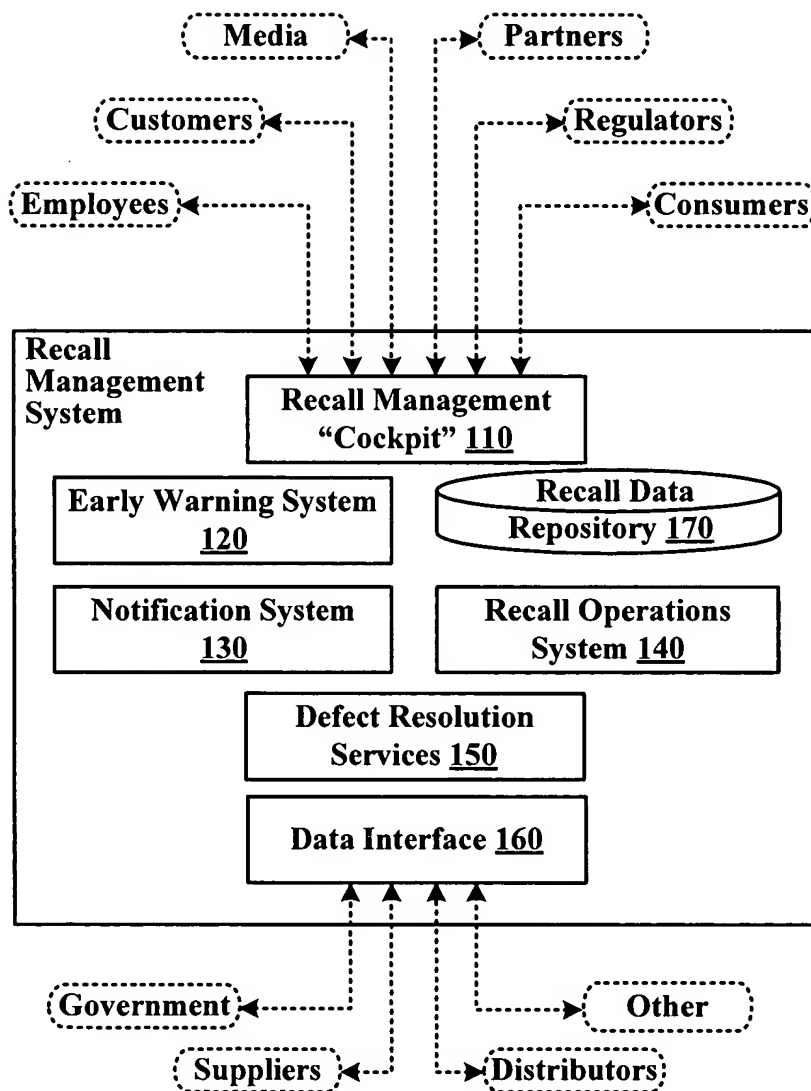 Media
Partners
Customers
Regulators
Employees
Consumers
Recall
Management
System
Recall Management
“Cockpit” 110
Early Warning System
120
Recall Data
Repository 170
Notification System
130
Recall Operations
System 140
Defect Resolution
Services 150
Data Interface 160
Government
Other
Suppliers
Distributors